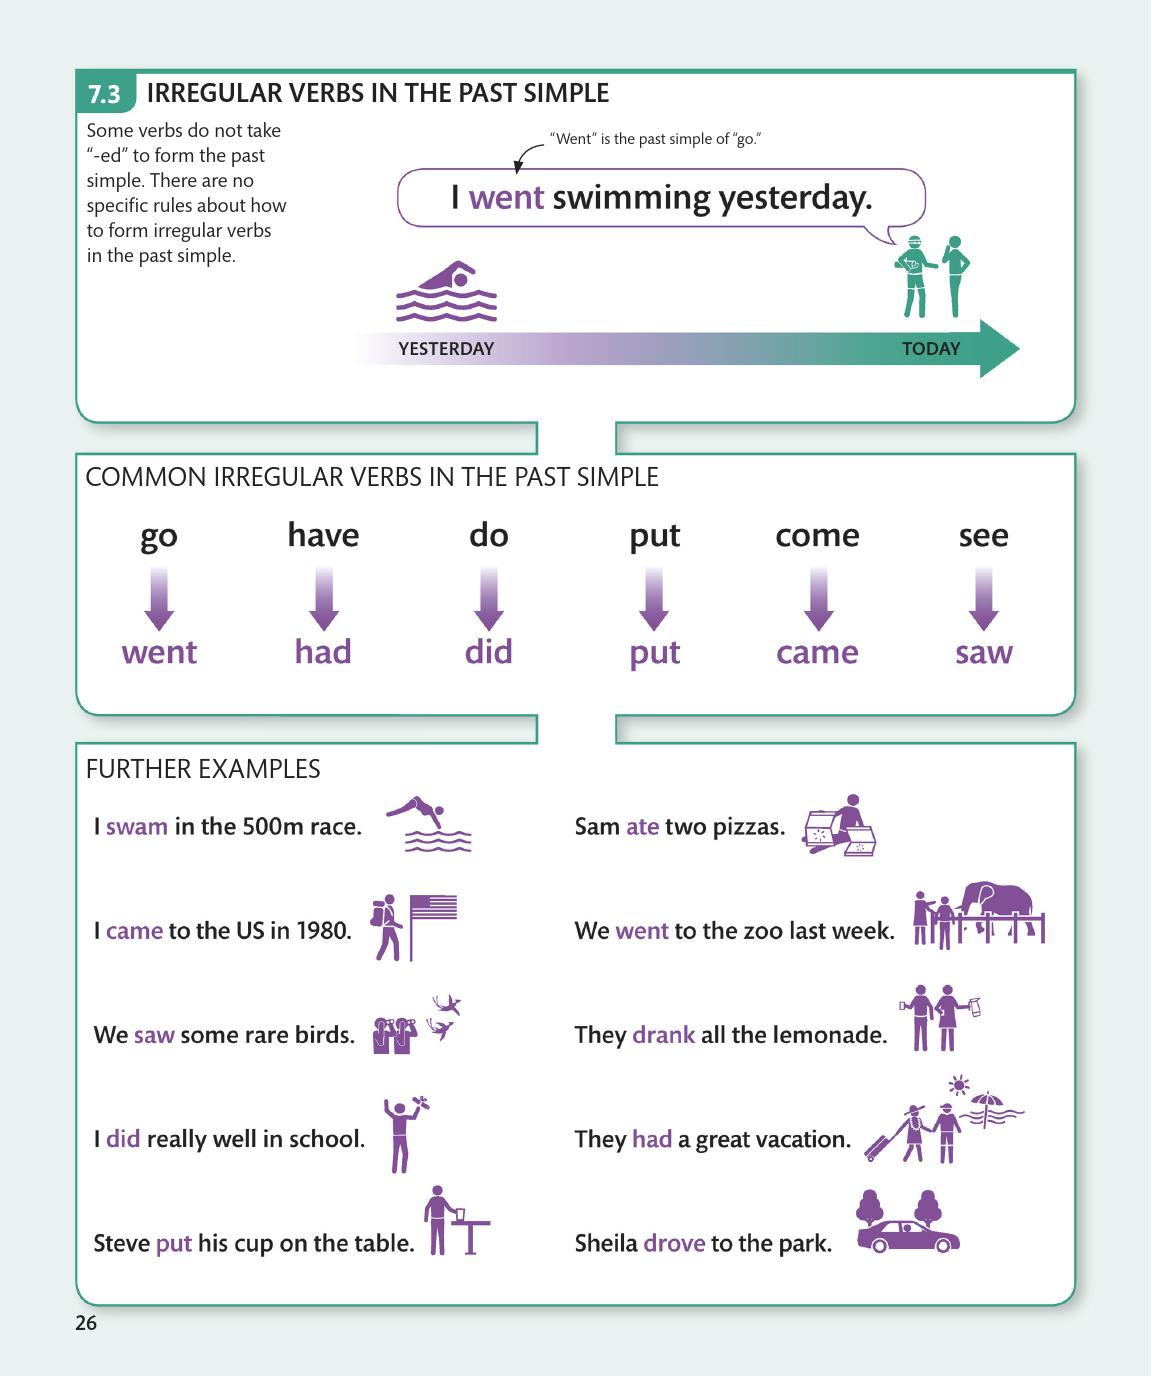 7.3 IRREGULAR VERBS IN THE PAST SIMPLE
Some verbs do not take
“-ed” to form the past
simple. There are no
specific rules about how
to form irregular verbs
in the past simple.
“Went” is the past simple of “go.”
I went swimming yesterday.
YESTERDAY TODAY
COMMON IRREGULAR VERBS IN THE PAST SIMPLE
go have do put come see
went had did put came saw
FURTHER EXAMPLES
I swam in the 500m race.
Sam ate two pizzas.
I came to the US in 1980.
We went to the zoo last week.
We saw some rare birds.
They drank all the lemonade.
I did really well in school.
They had a great vacation.
Steve put his cup on the table.
Sheila drove to the park.
26